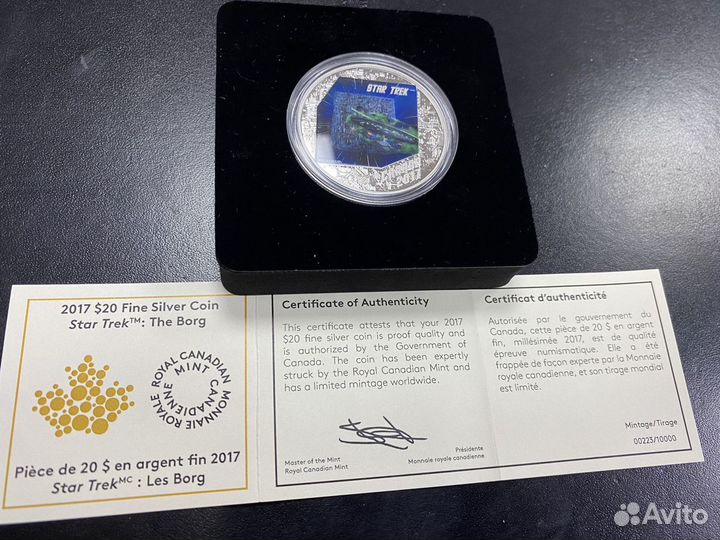 STAR TREK
2017
2017 $20 Fine Silver Coin
Star Trek™: The Borg
ROYAL CANADIAN MINT
MONNAIE ROYALE CANADIENNE
Pièce de 20 $ en argent fin 2017
Star Trekᴹᶜ : Les Borg
Certificate of Authenticity
This certificate attests that your 2017
$20 fine silver coin is proof quality and
is authorized by the Government of
Canada. The coin has been expertly
struck by the Royal Canadian Mint and
has a limited mintage worldwide.
Master of the Mint
Royal Canadian Mint
Présidente
Monnaie royale canadienne
Certificat d'authenticité
Autorisée par le gouvernement du
Canada, cette pièce de 20 $ en argent
fin, millésimée 2017, est de qualité
épreuve numismatique. Elle a été
frappée de façon experte par la Monnaie
royale canadienne, et son tirage mondial
est limité.
Mintage/Tirage
00223/10000
Avito